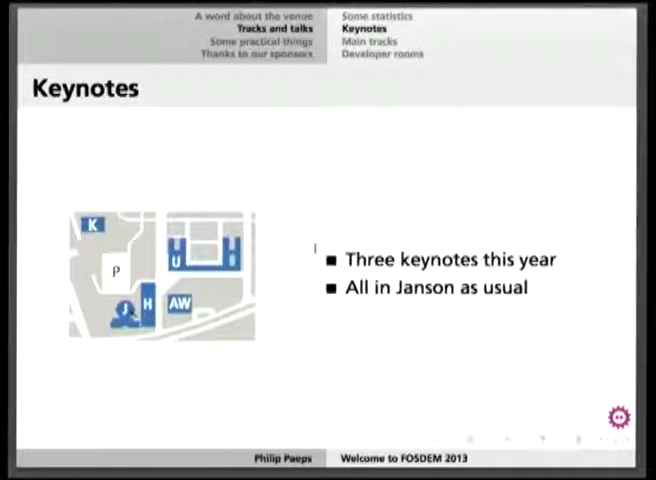 A word about the venue
Tracks and talks
Some practical things
Thanks to our sponsors
Some statistics
Keynotes
Main tracks
Developer rooms
Keynotes
K
U
P
J
H
AW
Three keynotes this year
All in Janson as usual
Philip Paeps
Welcome to FOSDEM 2013